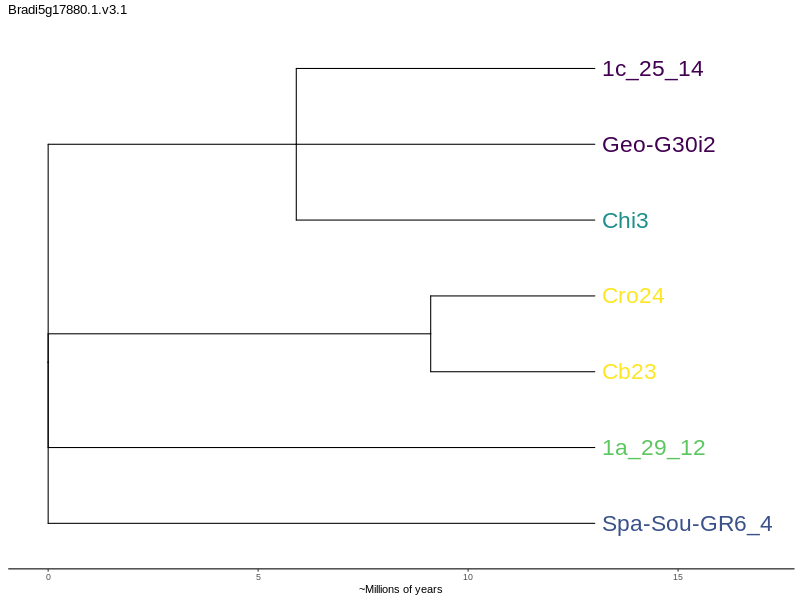 Bradi5g17880.1.v3.1
1c_25_14
Geo-G30i2
Chi3
Cro24
Cb23
1a_29_12
Spa-Sou-GR6_4
0 5 10 15
~Millions of years